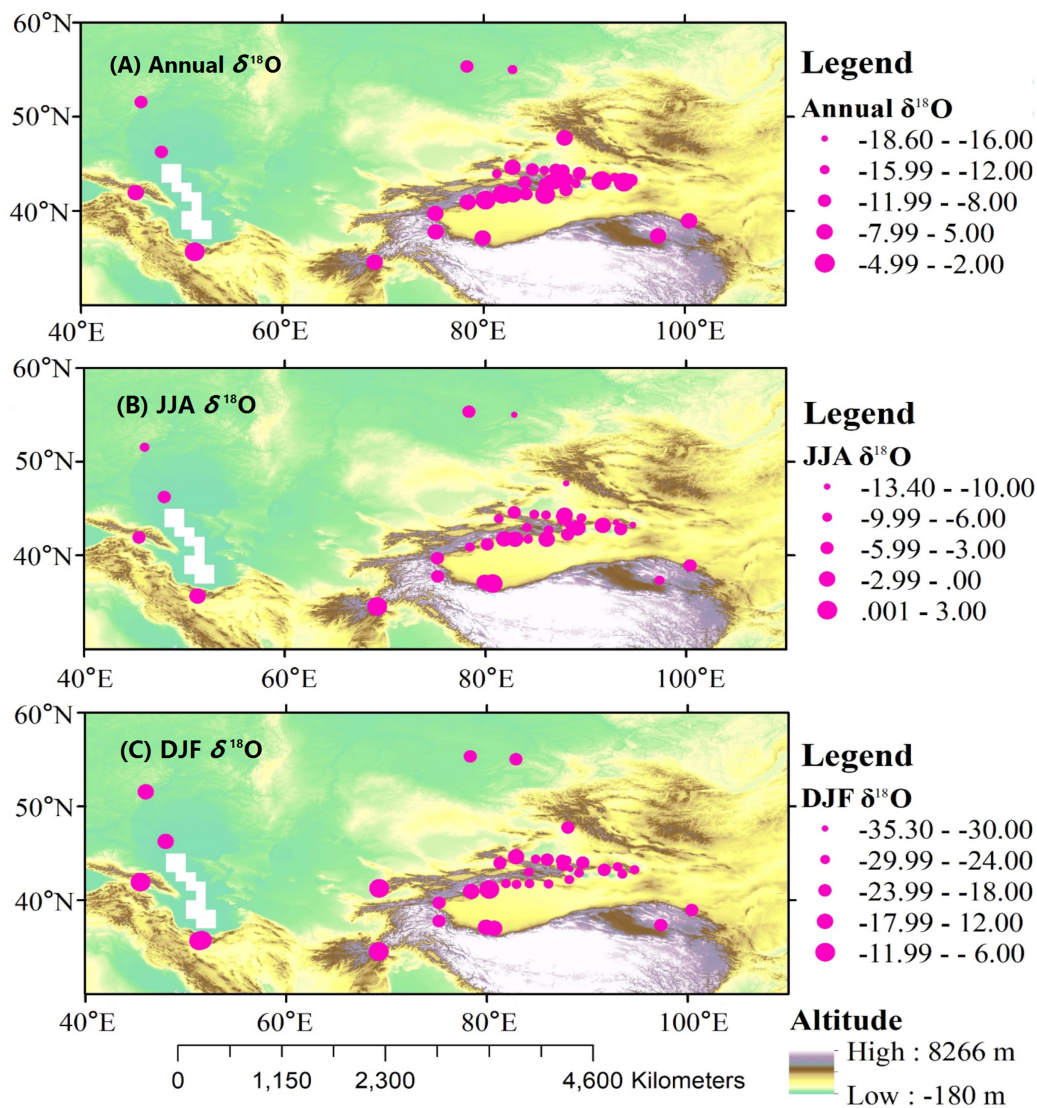 60°N
(A) Annual δ¹⁸O
50°N
40°N
40°E 60°E 80°E 100°E
Legend
Annual δ¹⁸O
-18.60 - -16.00
-15.99 - -12.00
-11.99 - -8.00
-7.99 - 5.00
-4.99 - -2.00
60°N
(B) JJA δ¹⁸O
50°N
40°N
40°E 60°E 80°E 100°E
Legend
JJA δ¹⁸O
-13.40 - -10.00
-9.99 - -6.00
-5.99 - -3.00
-2.99 - .00
.001 - 3.00
60°N
(C) DJF δ¹⁸O
50°N
40°N
40°E 60°E 80°E 100°E
Legend
DJF δ¹⁸O
-35.30 - -30.00
-29.99 - -24.00
-23.99 - -18.00
-17.99 - 12.00
-11.99 - - 6.00
Altitude
High : 8266 m
Low : -180 m
0 1,150 2,300 4,600 Kilometers